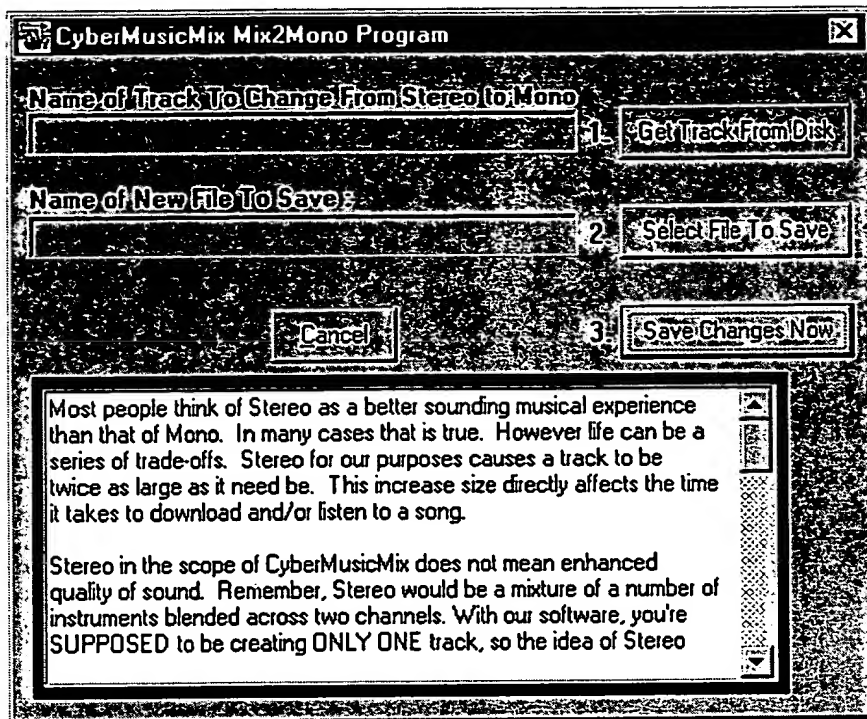 CyberMusicMix Mix2Mono Program
Name of Track To Change From Stereo to Mono
1. Get Track From Disk
Name of New File To Save :
2. Select File To Save
Cancel
3. Save Changes Now
Most people think of Stereo as a better sounding musical experience
than that of Mono. In many cases that is true. However life can be a
series of trade-offs. Stereo for our purposes causes a track to be
twice as large as it need be. This increase size directly affects the time
it takes to download and/or listen to a song.
Stereo in the scope of CyberMusicMix does not mean enhanced
quality of sound. Remember, Stereo would be a mixture of a number of
instruments blended across two channels. With our software, you're
SUPPOSED to be creating ONLY ONE track, so the idea of Stereo